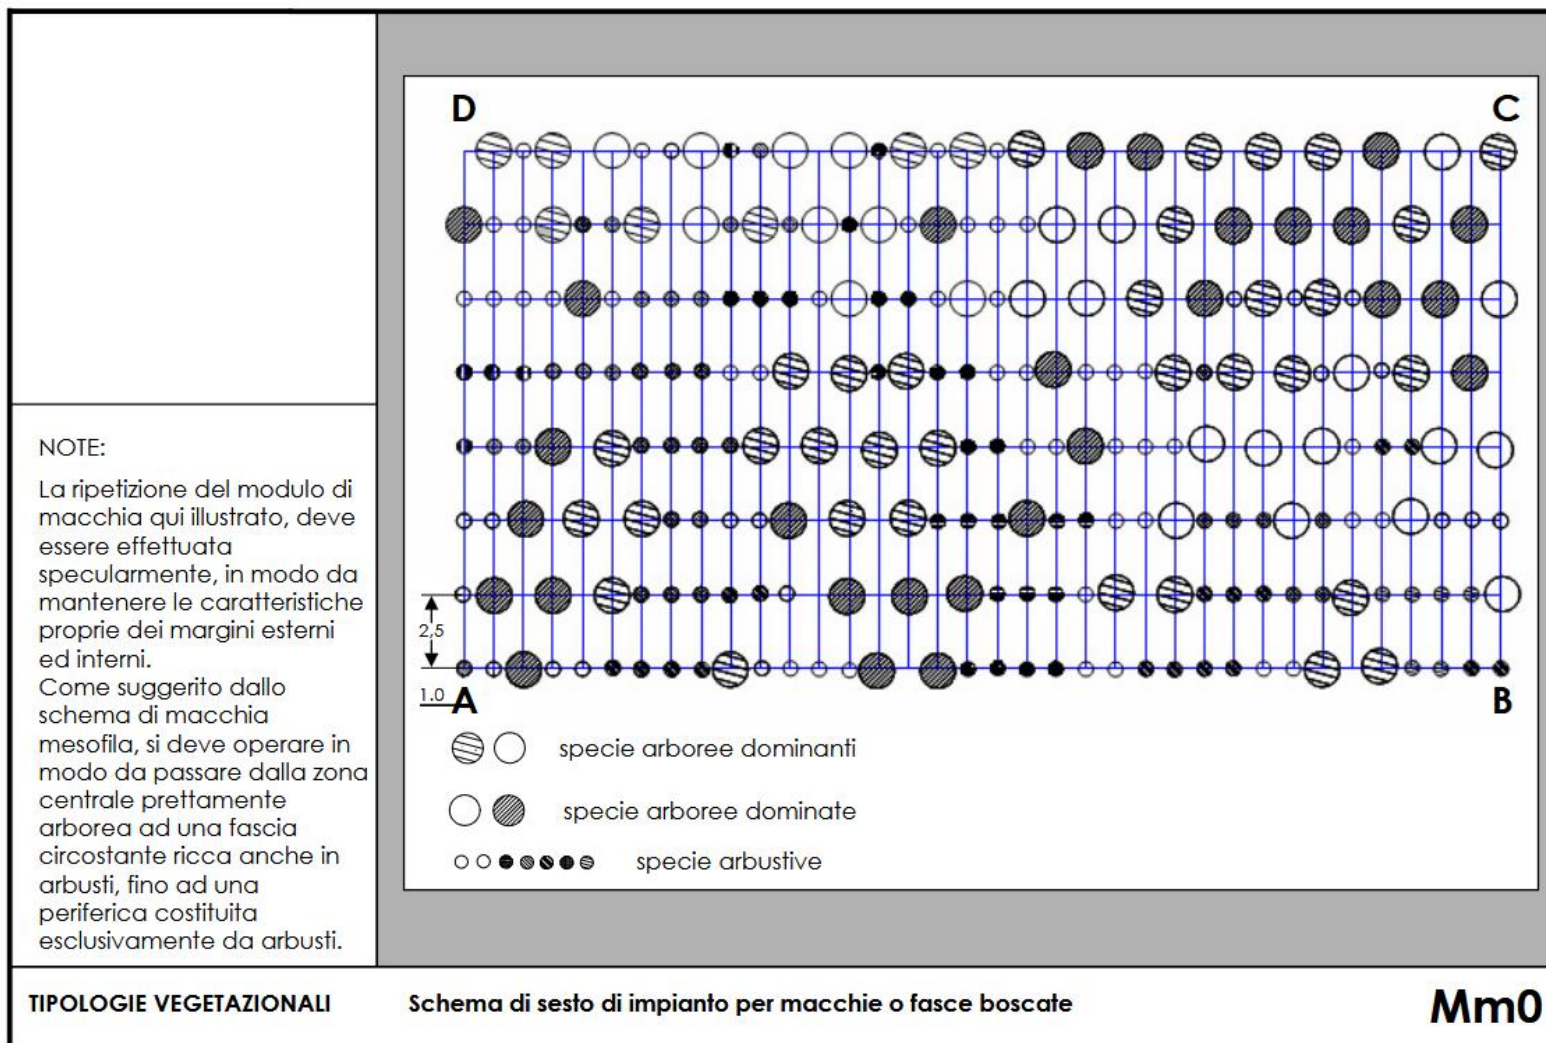 D
C
2,5
1.0
A
B
specie arboree dominanti
specie arboree dominate
specie arbustive
NOTE:
La ripetizione del modulo di
macchia qui illustrato, deve
essere effettuata
specularmente, in modo da
mantenere le caratteristiche
proprie dei margini esterni
ed interni.
Come suggerito dallo
schema di macchia
mesofila, si deve operare in
modo da passare dalla zona
centrale prettamente
arborea ad una fascia
circostante ricca anche in
arbusti, fino ad una
periferica costituita
esclusivamente da arbusti.
TIPOLOGIE VEGETAZIONALI
Schema di sesto di impianto per macchie o fasce boscate
Mm0